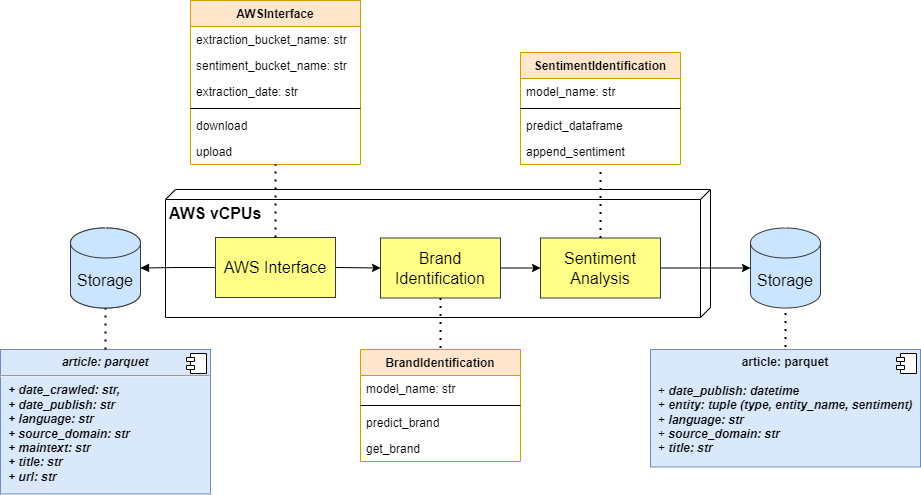 AWSInterface
extraction_bucket_name: str
sentiment_bucket_name: str
extraction_date: str
download
upload
SentimentIdentification
model_name: str
predict_dataframe
append_sentiment
AWS vCPUs
Storage
AWS Interface
Brand
Identification
Sentiment
Analysis
Storage
article: parquet
+ date_crawled: str,
+ date_publish: str
+ language: str
+ source_domain: str
+ maintext: str
+ title: str
+ url: str
BrandIdentification
model_name: str
predict_brand
get_brand
article: parquet
+ date_publish: datetime
+ entity: tuple (type, entity_name, sentiment)
+ language: str
+ source_domain: str
+ title: str